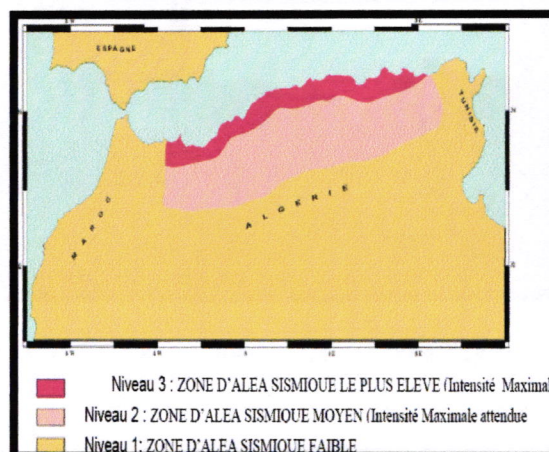 ESPAGNE
TUNISIE
MAROC
ALGERIE
Niveau 3 : ZONE D'ALEA SISMIQUE LE PLUS ELEVE (Intensité Maximal
Niveau 2 : ZONE D'ALEA SISMIQUE MOYEN (Intensité Maximale attendue
Niveau 1: ZONE D'ALEA SISMIQUE FAIBLE